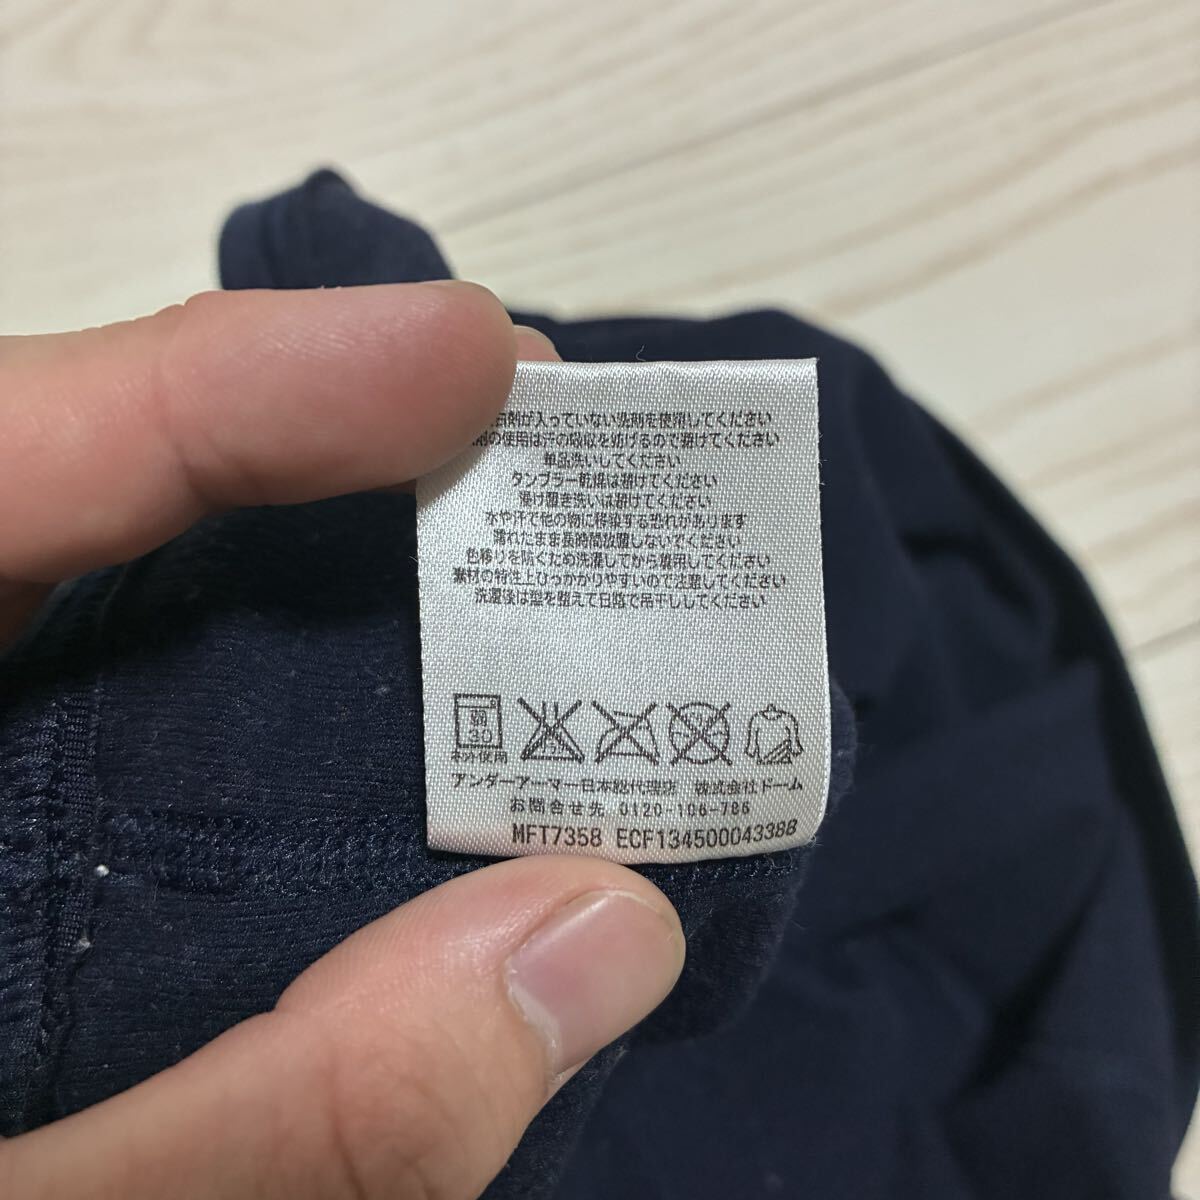 白剤が入っていない洗剤を使用してください
剤の使用は汗の吸収を妨げるので避けてください
単品洗いしてください
タンブラー乾燥は避けてください
漬け置き洗いは避けてください
水や汗で他の物に移染する恐れがあります
濡れたまま長時間放置しないでください
色移りを防ぐため洗濯してから着用してください
素材の特性上ひっかかりやすいので注意してください
洗濯後は型を整えて日陰で吊干ししてください
弱
30
ネット使用
アンダーアーマー日本総代理店 株式会社ドーム
お問合せ先 0120-106-786
MFT7358 ECF13450004338B